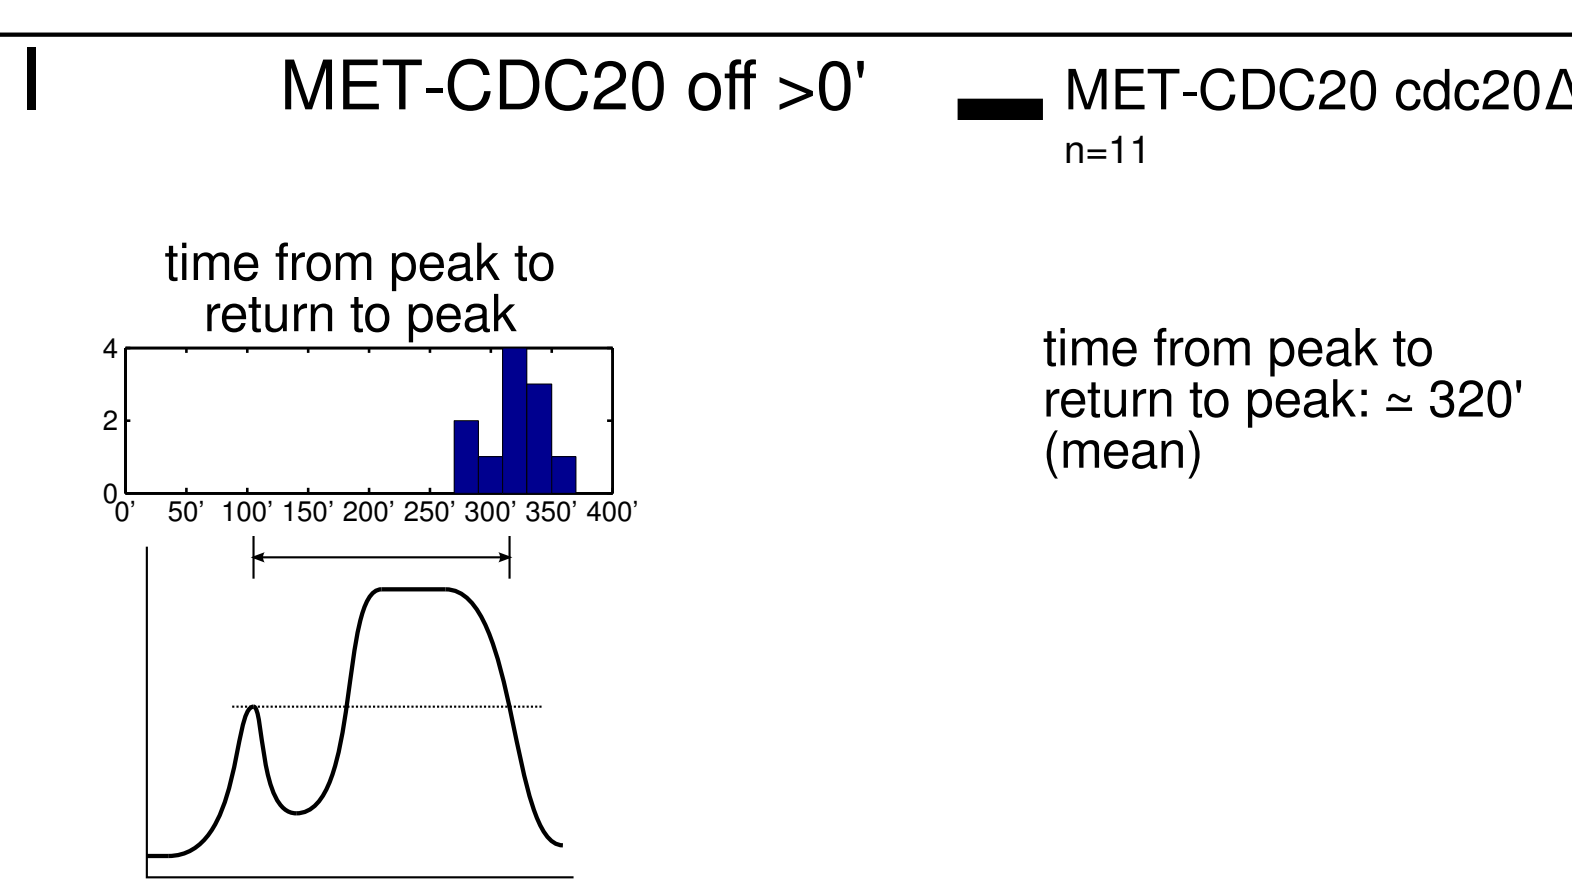 I
MET-CDC20 off >0'
MET-CDC20 cdc20Δ
n=11
time from peak to
return to peak
4
2
0
0’ 50’ 100’ 150’ 200’ 250’ 300’ 350’ 400’
time from peak to
return to peak: ≃ 320'
(mean)